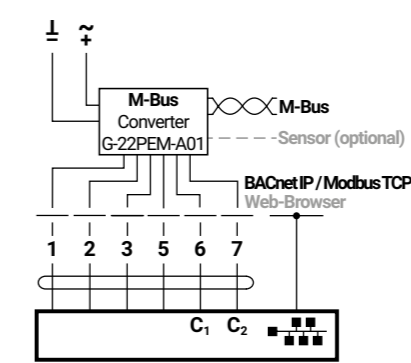 ⊥ ~
− +
M-Bus
Converter
G-22PEM-A01
M-Bus
Sensor (optional)
BACnet IP / Modbus TCP
Web-Browser
1 2 3 5 6 7
C₁ C₂